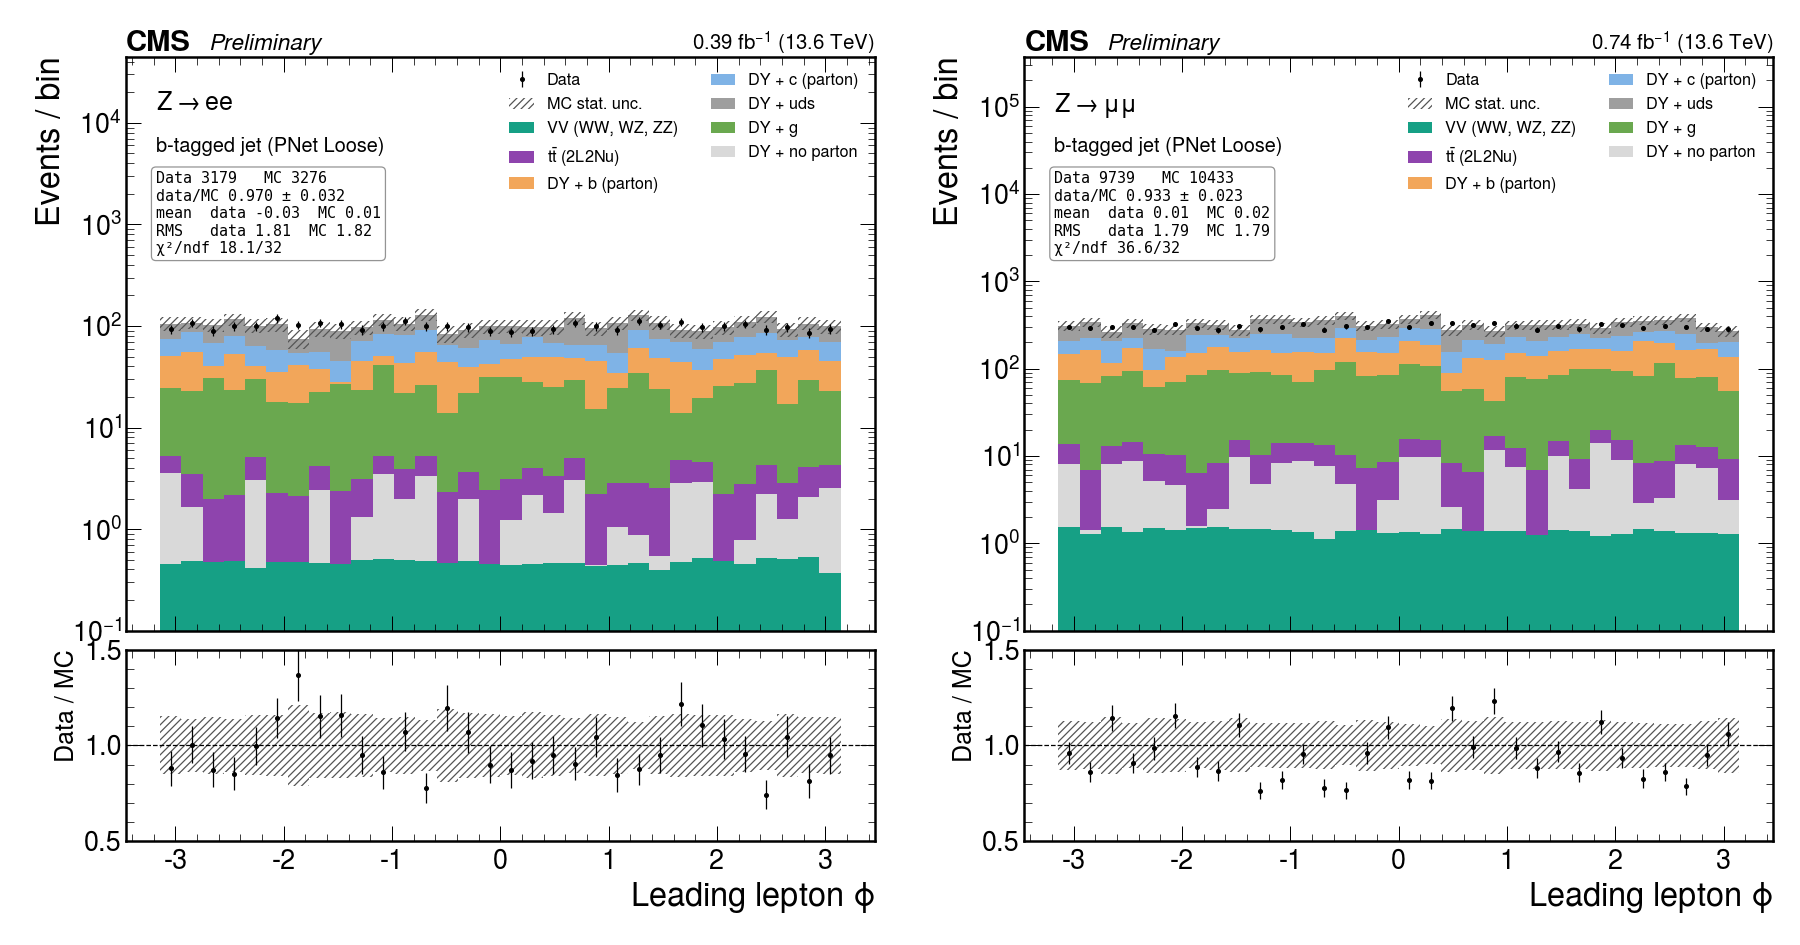 CMS Preliminary 0.39 fb⁻¹ (13.6 TeV)
Events / bin
Z → ee
b-tagged jet (PNet Loose)
Data 3179 MC 3276
data/MC 0.970 ± 0.032
mean data -0.03 MC 0.01
RMS data 1.81 MC 1.82
χ²/ndf 18.1/32
Data
MC stat. unc.
VV (WW, WZ, ZZ)
tt̄ (2L2Nu)
DY + b (parton)
DY + c (parton)
DY + uds
DY + g
DY + no parton
10⁴
10³
10²
10¹
10⁰
10⁻¹
Data / MC
1.5
1.0
0.5
-3 -2 -1 0 1 2 3
Leading lepton ϕ
CMS Preliminary 0.74 fb⁻¹ (13.6 TeV)
Events / bin
Z → μμ
b-tagged jet (PNet Loose)
Data 9739 MC 10433
data/MC 0.933 ± 0.023
mean data 0.01 MC 0.02
RMS data 1.79 MC 1.79
χ²/ndf 36.6/32
Data
MC stat. unc.
VV (WW, WZ, ZZ)
tt̄ (2L2Nu)
DY + b (parton)
DY + c (parton)
DY + uds
DY + g
DY + no parton
10⁵
10⁴
10³
10²
10¹
10⁰
10⁻¹
Data / MC
1.5
1.0
0.5
-3 -2 -1 0 1 2 3
Leading lepton ϕ